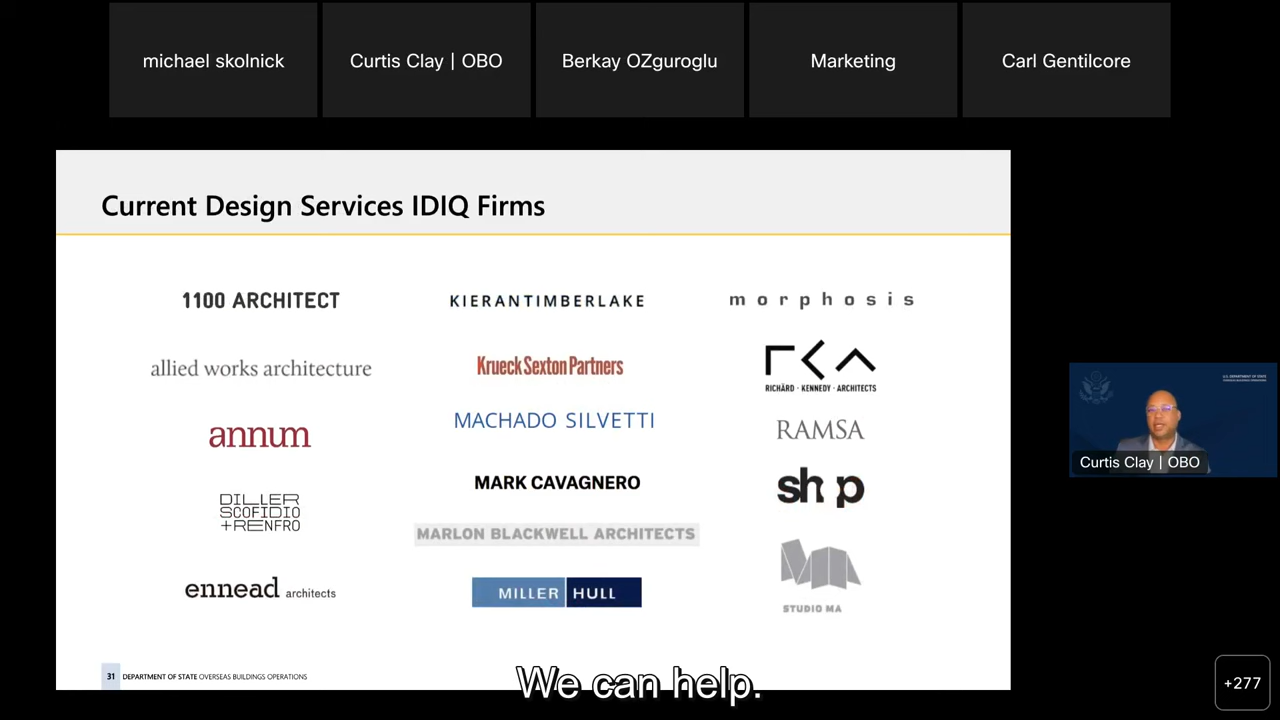 michael skolnick
Curtis Clay | OBO
Berkay OZguroglu
Marketing
Carl Gentilcore
Current Design Services IDIQ Firms
1100 ARCHITECT
allied works architecture
annum
DILLER
SCOFIDIO
+RENFRO
ennead architects
KIERANTIMBERLAKE
Krueck Sexton Partners
MACHADO SILVETTI
MARK CAVAGNERO
MARLON BLACKWELL ARCHITECTS
MILLER HULL
morphosis
RICHÄRD · KENNEDY · ARCHITECTS
RAMSA
shop
STUDIO MA
31 DEPARTMENT OF STATE OVERSEAS BUILDINGS OPERATIONS
U.S. DEPARTMENT OF STATE
Curtis Clay | OBO
We can help.
+277